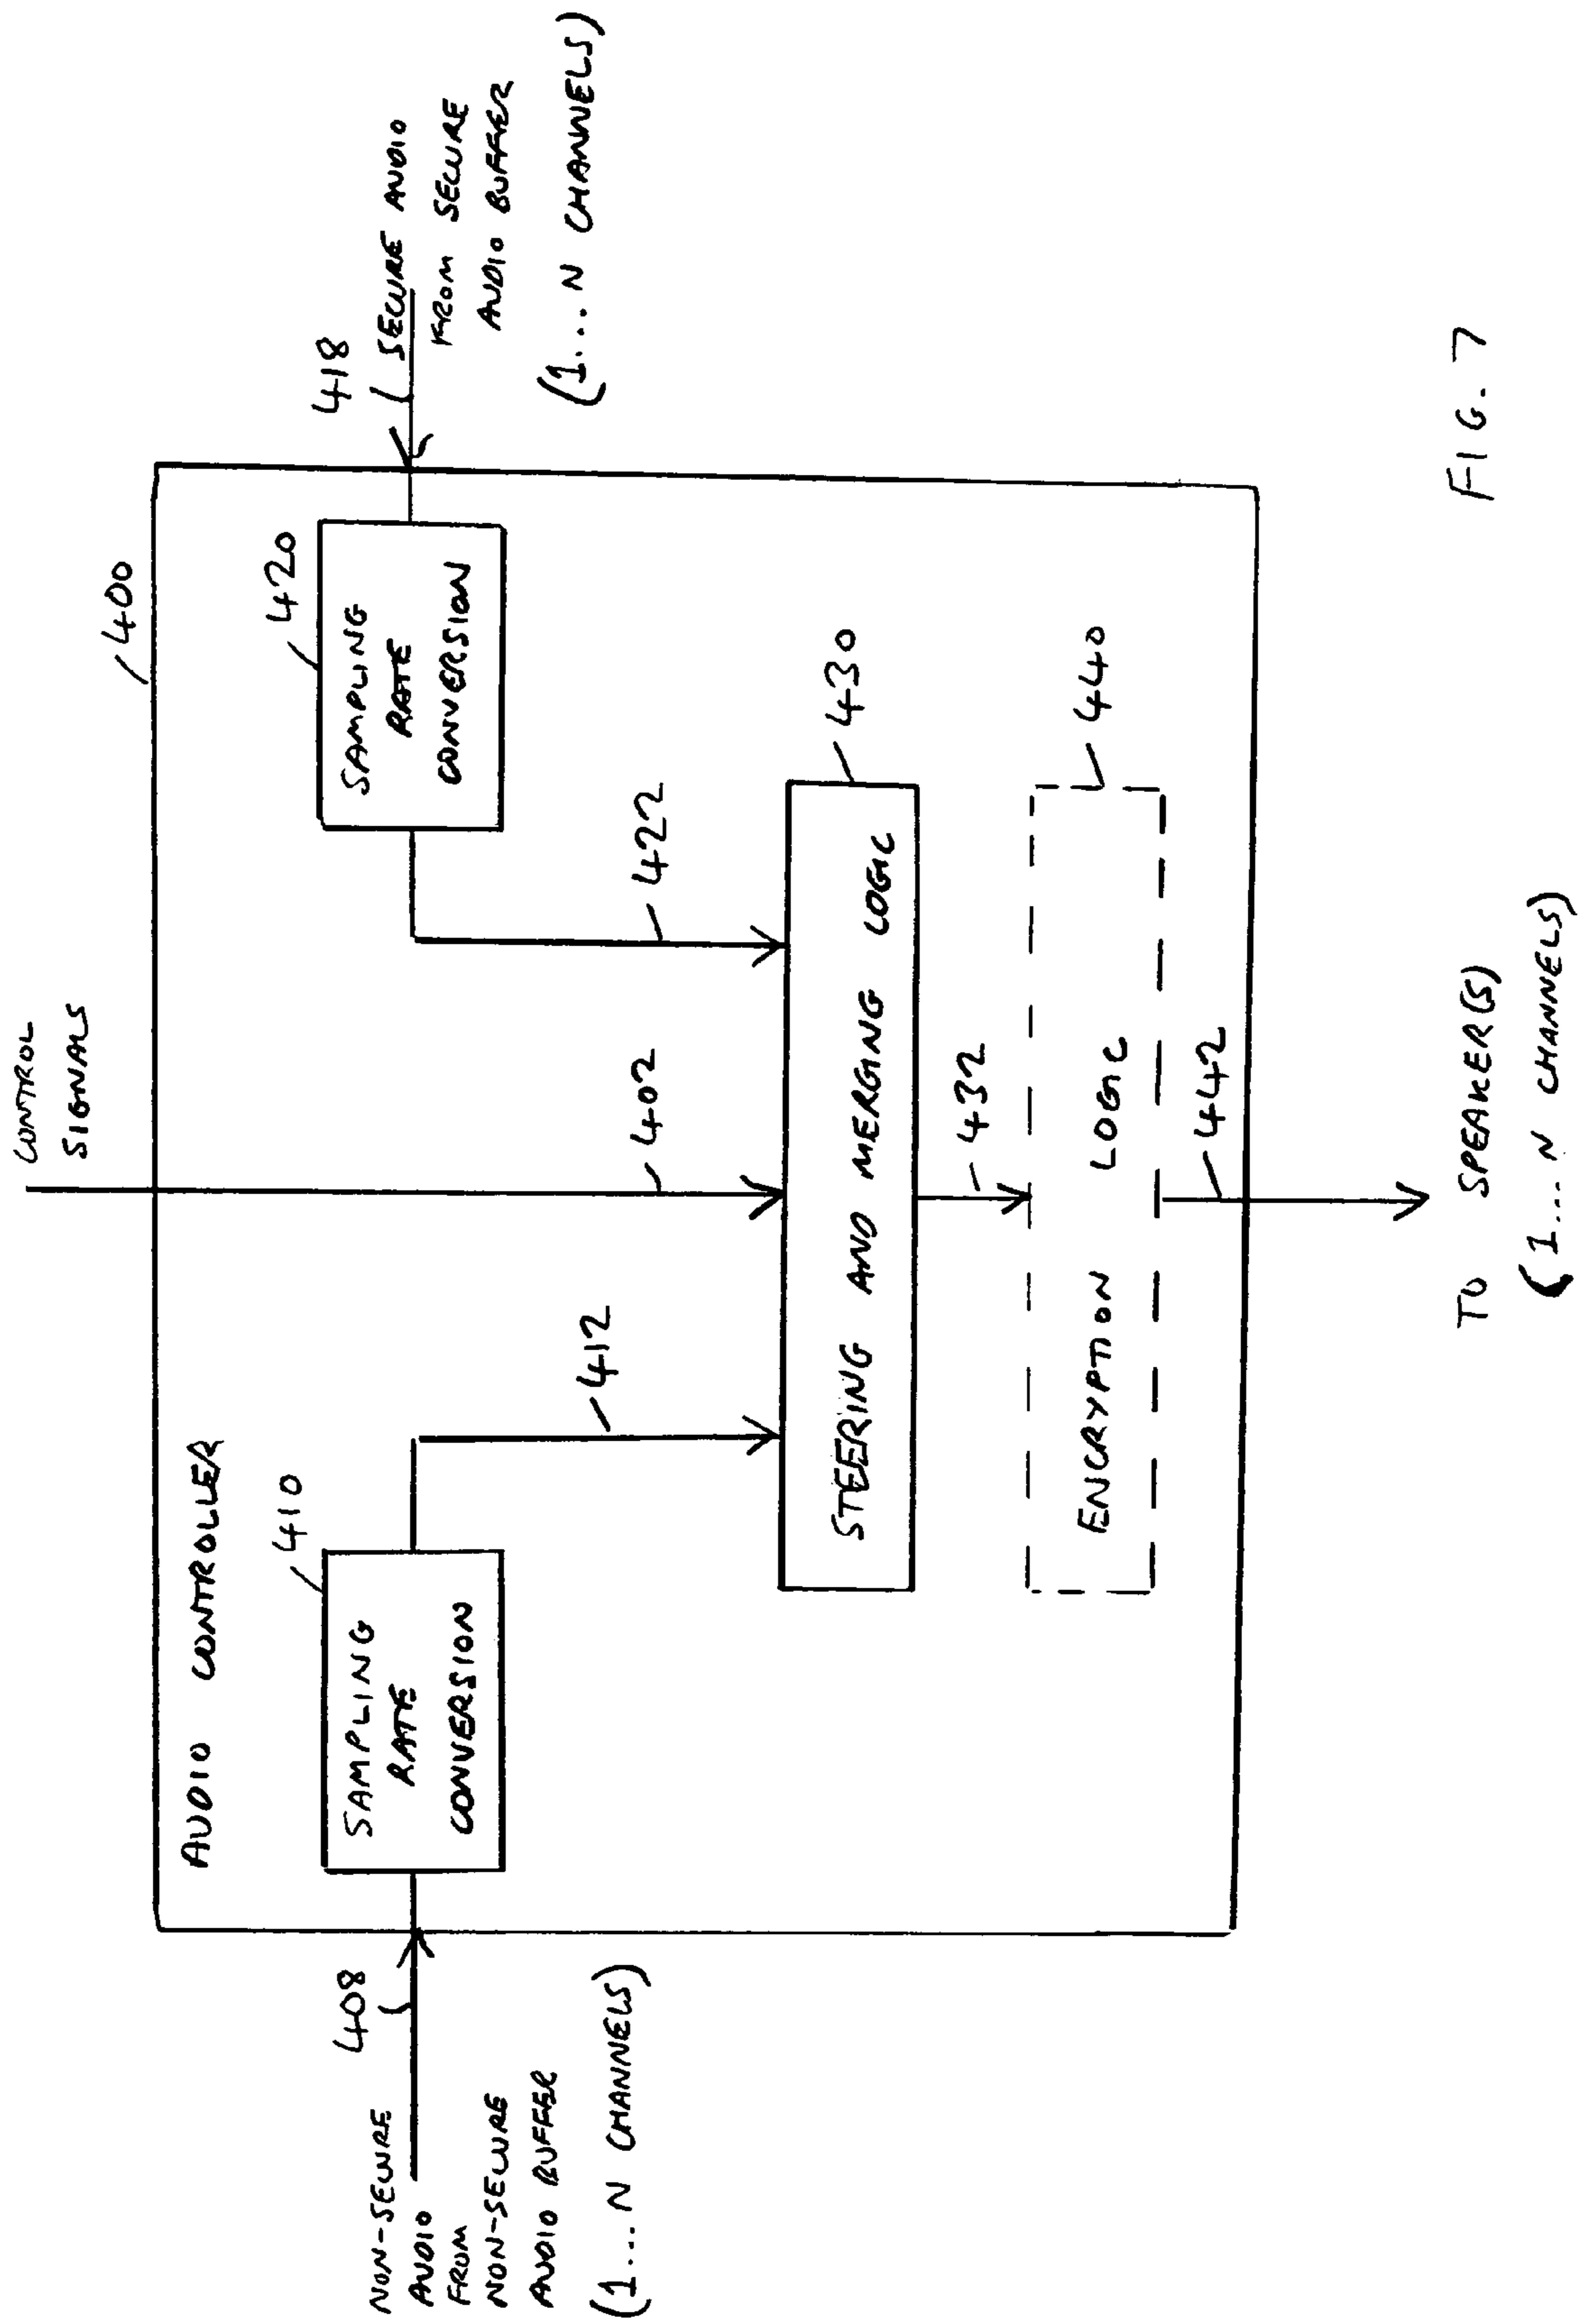 CONTROL
SIGNALS
400
AUDIO CONTROLLER
410
SAMPLING
RATE
CONVERSION
420
SAMPLING
RATE
CONVERSION
408
NON-SECURE
AUDIO
FROM
NON-SECURE
AUDIO BUFFER
(1...N CHANNELS)
418
SECURE AUDIO
FROM SECURE
AUDIO BUFFER
(1...N CHANNELS)
412
402
422
STEERING AND MERGING LOGIC
430
432
ENCRYPTION LOGIC
440
442
TO SPEAKER(S)
(1...N CHANNELS)
FIG. 7